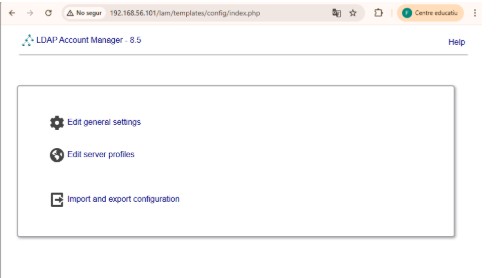 No segur 192.168.56.101/lam/templates/config/index.php F Centre educatiu
LDAP Account Manager - 8.5 Help
Edit general settings
Edit server profiles
Import and export configuration